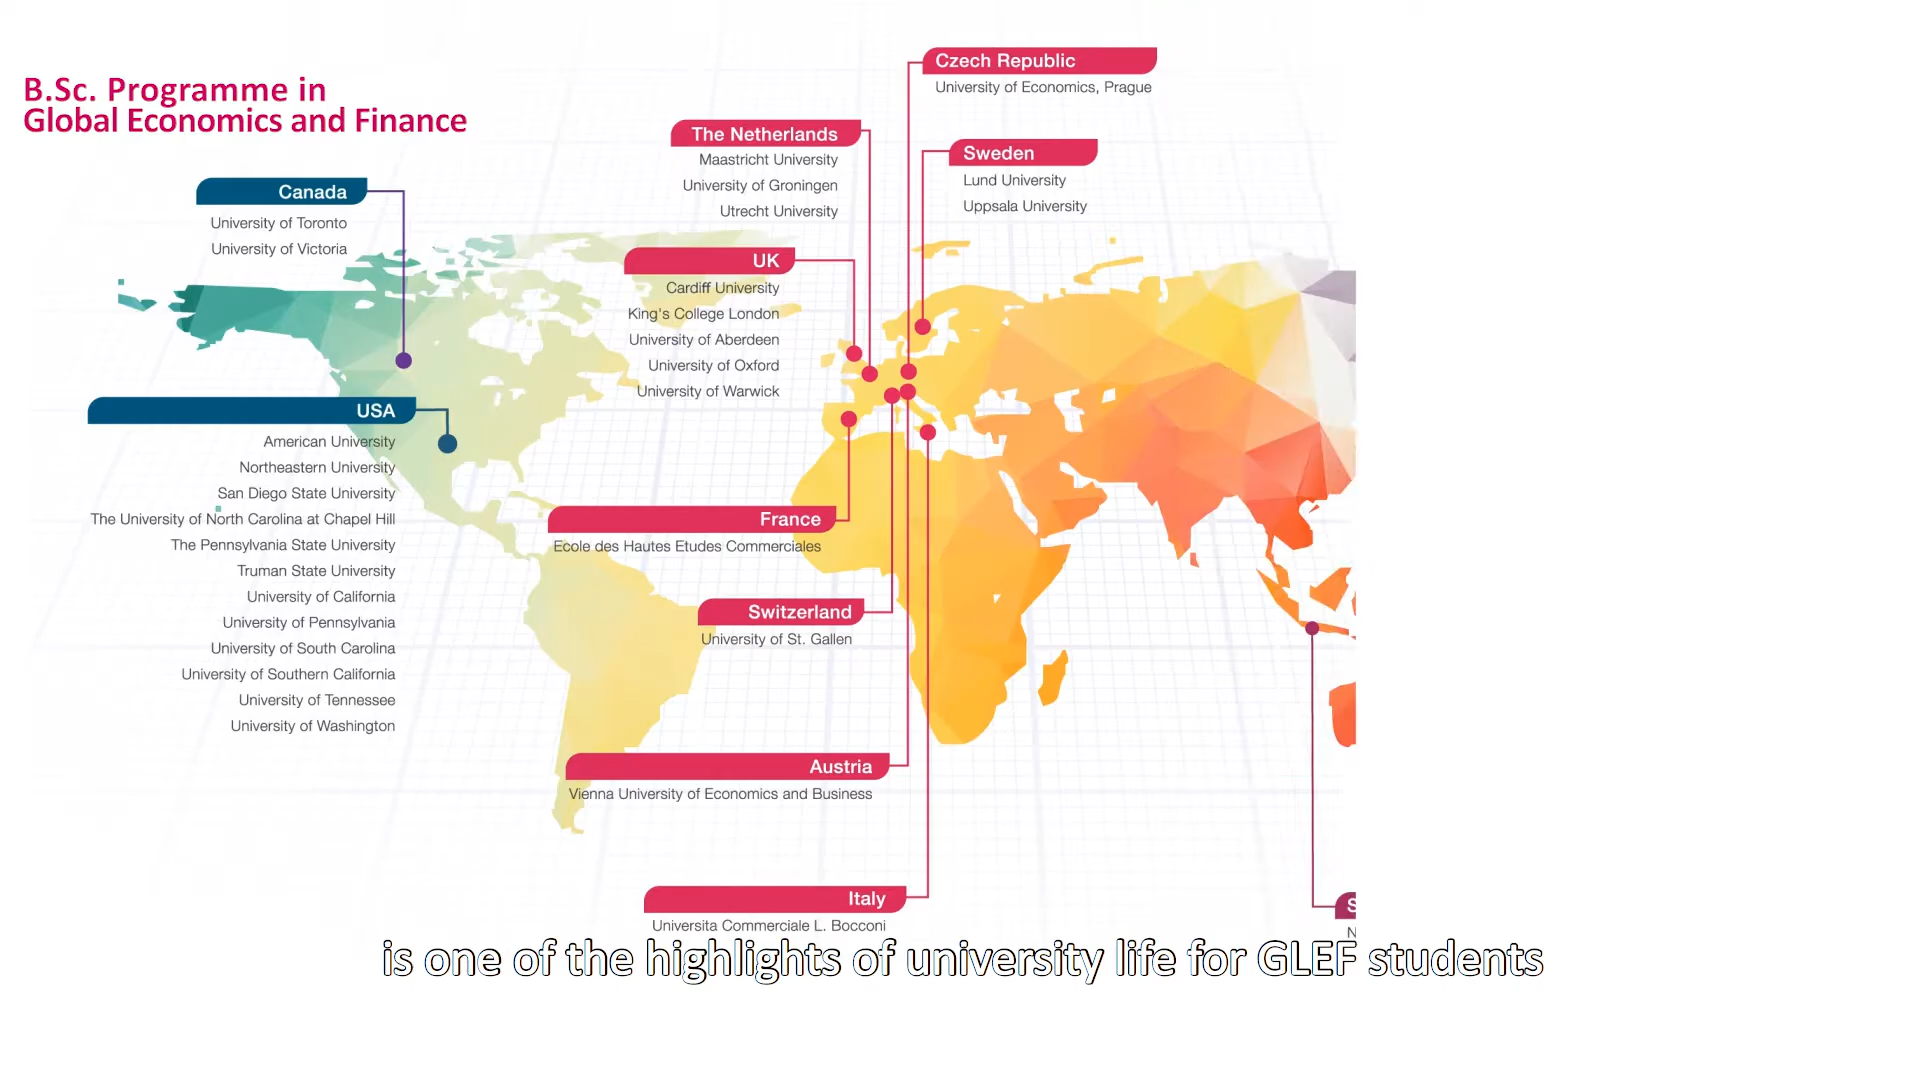 B.Sc. Programme in
Global Economics and Finance
Canada
University of Toronto
University of Victoria
USA
American University
Northeastern University
San Diego State University
The University of North Carolina at Chapel Hill
The Pennsylvania State University
Truman State University
University of California
University of Pennsylvania
University of South Carolina
University of Southern California
University of Tennessee
University of Washington
The Netherlands
Maastricht University
University of Groningen
Utrecht University
UK
Cardiff University
King's College London
University of Aberdeen
University of Oxford
University of Warwick
France
Ecole des Hautes Etudes Commerciales
Switzerland
University of St. Gallen
Austria
Vienna University of Economics and Business
Italy
Universita Commerciale L. Bocconi
Czech Republic
University of Economics, Prague
Sweden
Lund University
Uppsala University
S
N
is one of the highlights of university life for GLEF students